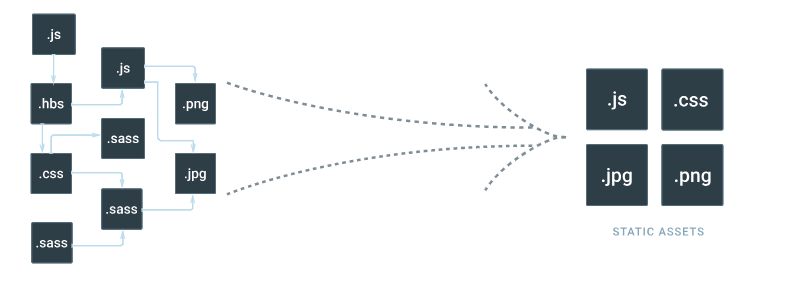 .js
.js
.hbs
.png
.sass
.css
.jpg
.sass
.sass
.js
.css
.jpg
.png
STATIC ASSETS